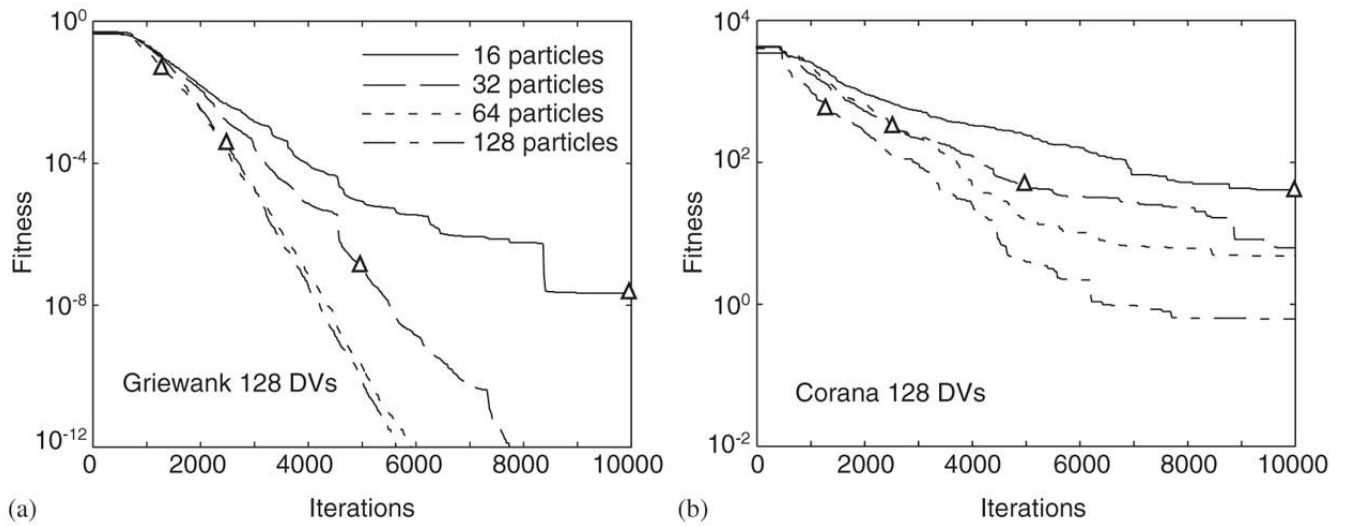 10^0
10^-4
10^-8
10^-12
Fitness
16 particles
32 particles
64 particles
128 particles
Griewank 128 DVs
0 2000 4000 6000 8000 10000
Iterations
(a)
10^4
10^2
10^0
10^-2
Fitness
Corana 128 DVs
0 2000 4000 6000 8000 10000
Iterations
(b)